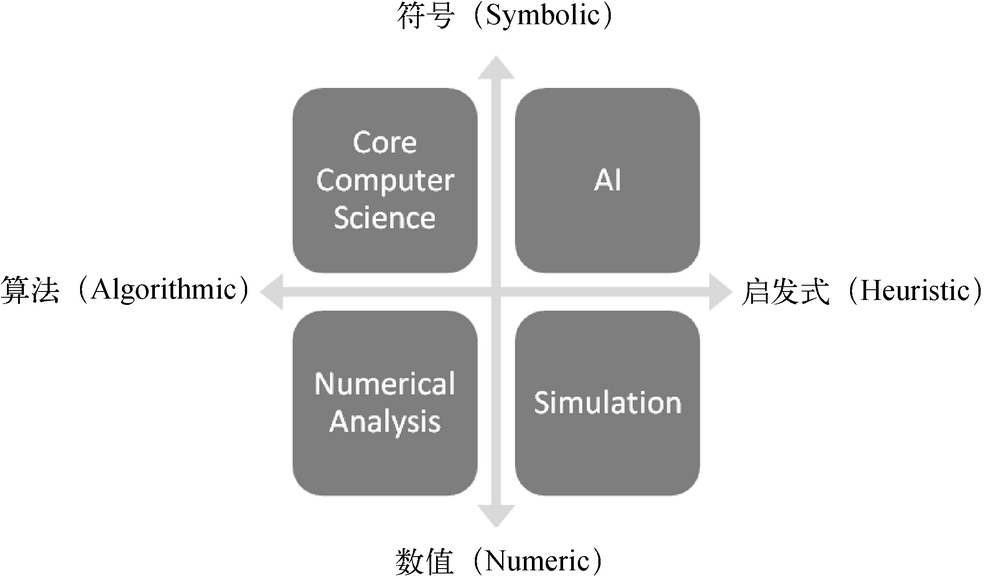 符号（Symbolic）
Core
Computer
Science
AI
算法（Algorithmic）
启发式（Heuristic）
Numerical
Analysis
Simulation
数值（Numeric）